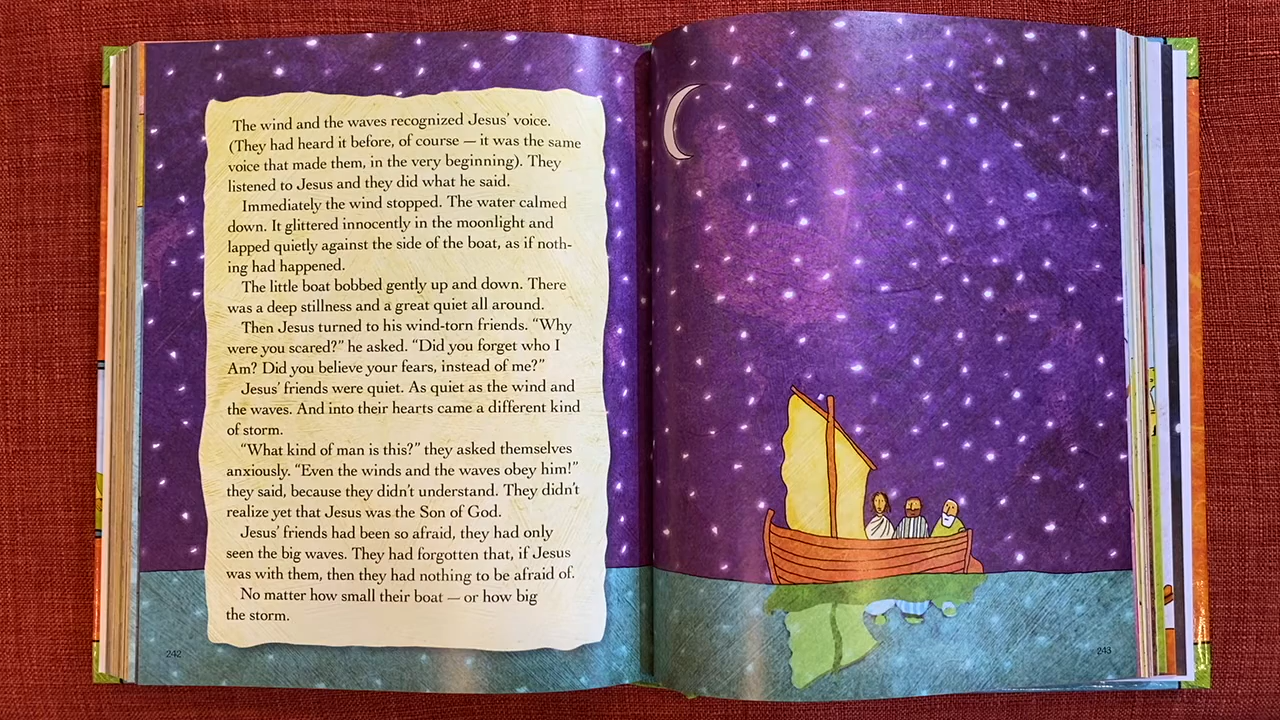 The wind and the waves recognized Jesus’ voice.
(They had heard it before, of course — it was the same
voice that made them, in the very beginning). They
listened to Jesus and they did what he said.
Immediately the wind stopped. The water calmed
down. It glittered innocently in the moonlight and
lapped quietly against the side of the boat, as if noth-
ing had happened.
The little boat bobbed gently up and down. There
was a deep stillness and a great quiet all around.
Then Jesus turned to his wind-torn friends. “Why
were you scared?” he asked. “Did you forget who I
Am? Did you believe your fears, instead of me?”
Jesus’ friends were quiet. As quiet as the wind and
the waves. And into their hearts came a different kind
of storm.
“What kind of man is this?” they asked themselves
anxiously. “Even the winds and the waves obey him!”
they said, because they didn’t understand. They didn’t
realize yet that Jesus was the Son of God.
Jesus’ friends had been so afraid, they had only
seen the big waves. They had forgotten that, if Jesus
was with them, then they had nothing to be afraid of.
No matter how small their boat — or how big
the storm.
242
243